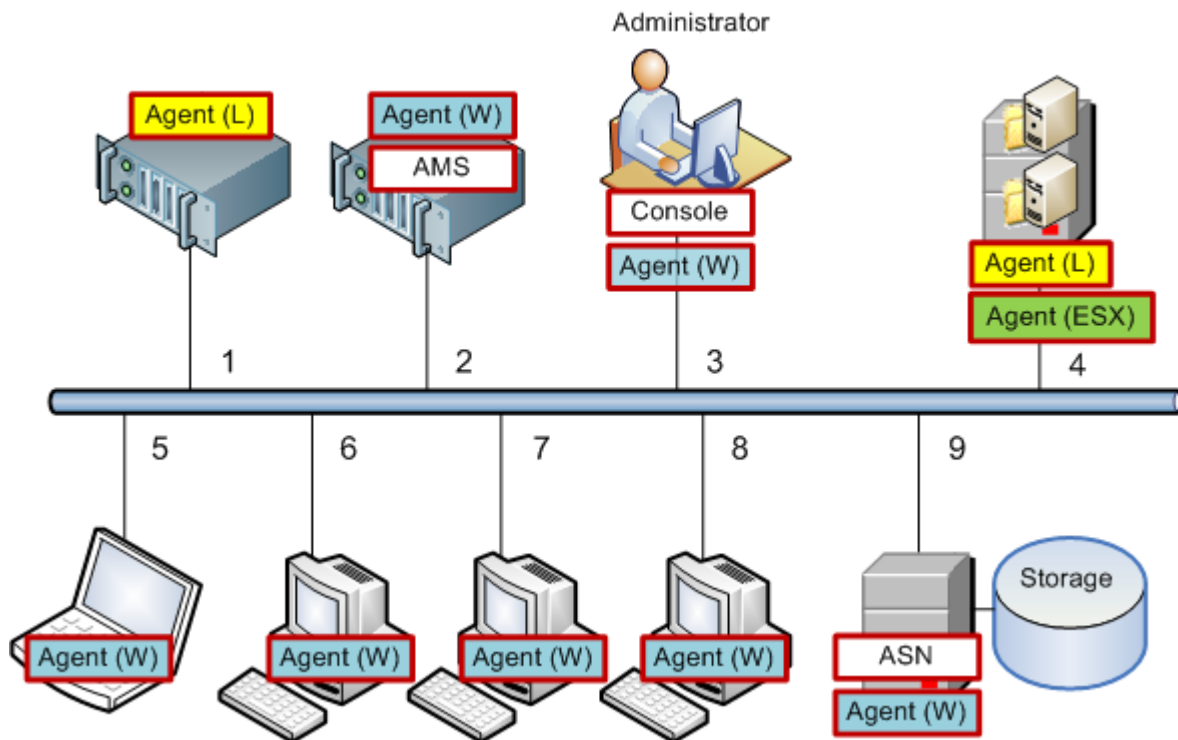 Administrator
Agent (L)
Agent (W)
AMS
Console
Agent (W)
Agent (L)
Agent (ESX)
1
2
3
4
5
6
7
8
9
Agent (W)
Agent (W)
Agent (W)
Agent (W)
ASN
Agent (W)
Storage